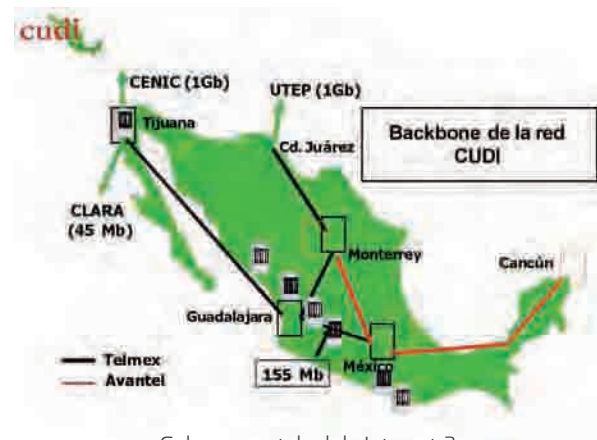 cudi
CENIC (1Gb)
UTEP (1Gb)
Tijuana
Cd. Juárez
Backbone de la red
CUDI
CLARA
(45 Mb)
Monterrey
Cancún
Guadalajara
155 Mb
México
Telmex
Avantel